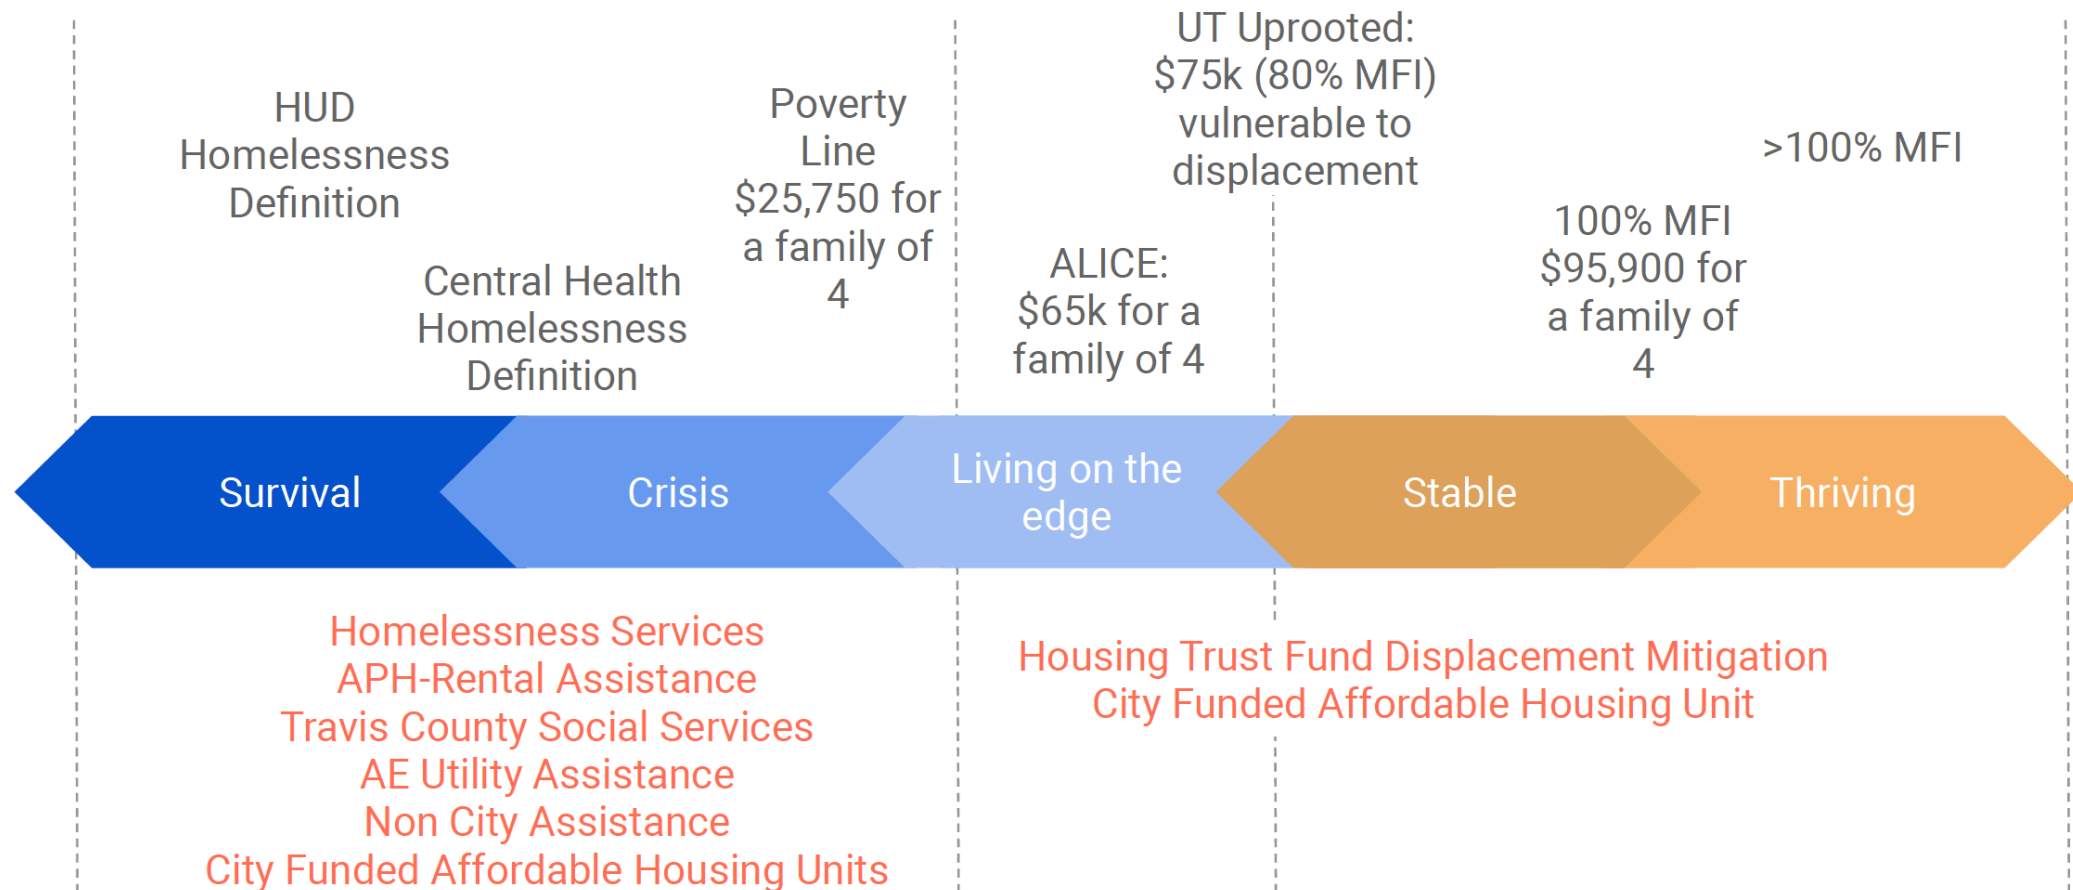 HUD
Homelessness
Definition
Central Health
Homelessness
Definition
Poverty
Line
$25,750 for
a family of
4
ALICE:
$65k for a
family of 4
UT Uprooted:
$75k (80% MFI)
vulnerable to
displacement
100% MFI
$95,900 for
a family of
4
>100% MFI
Survival
Crisis
Living on the
edge
Stable
Thriving
Homelessness Services
APH-Rental Assistance
Travis County Social Services
AE Utility Assistance
Non City Assistance
City Funded Affordable Housing Units
Housing Trust Fund Displacement Mitigation
City Funded Affordable Housing Unit